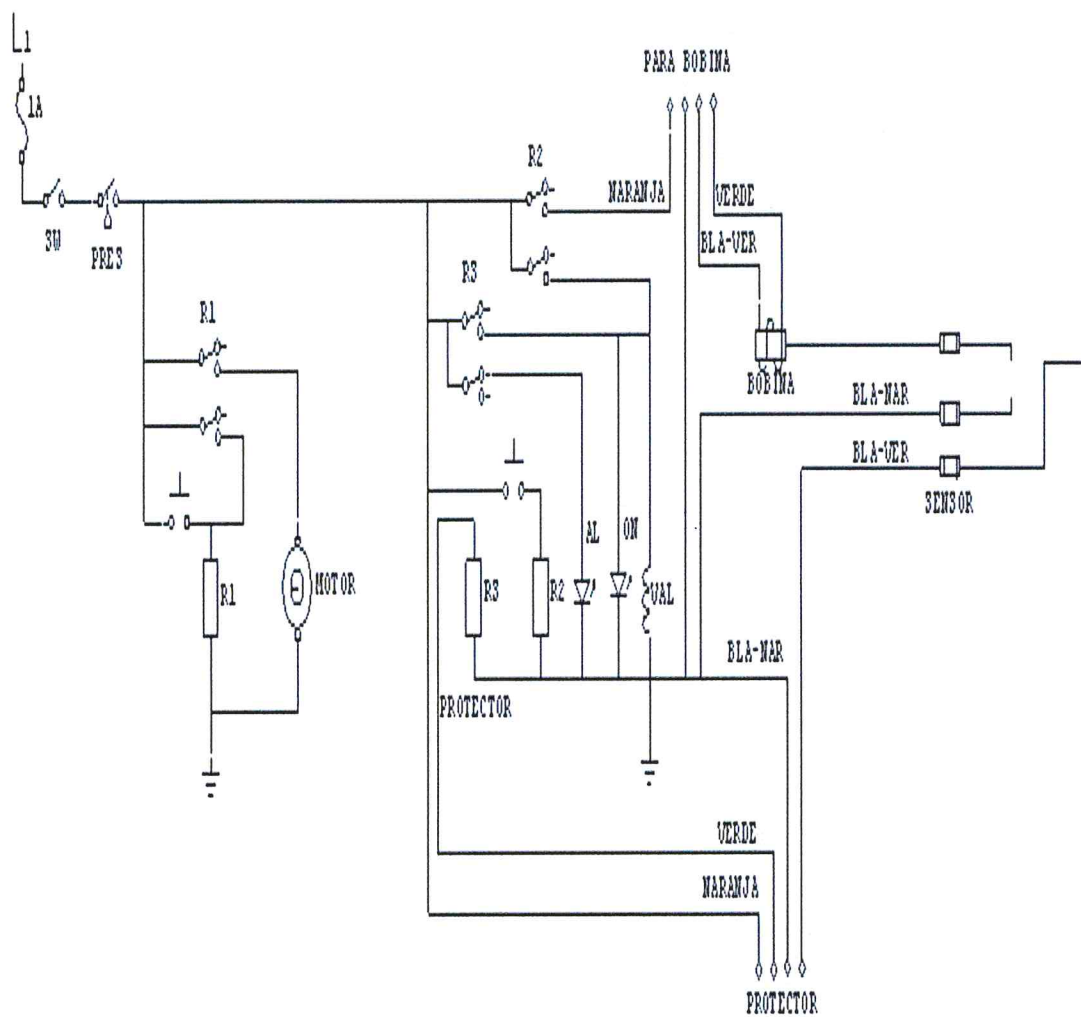 L1
1A
PARA BOBINA
R2
NARANJA
VERDE
SW
PRES
BLA-VER
R3
R1
BOBINA
BLA-NAR
BLA-VER
SENSOR
AL
ON
R1
MOTOR
R3
R2
VAL
BLA-NAR
PROTECTOR
VERDE
NARANJA
PROTECTOR